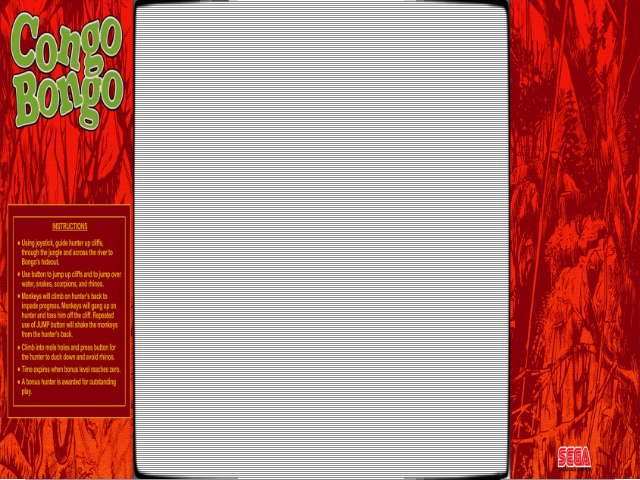 Congo
Bongo
INSTRUCTIONS
• Using joystick, guide hunter up cliffs,
through the jungle and across the river to
Bongo's hideout.
• Use button to jump up cliffs and to jump over
water, snakes, scorpions, and rhinos.
• Monkeys will climb on hunter's back to
impede progress. Monkeys will gang up on
hunter and toss him off the cliff. Repeated
use of JUMP button will shake the monkeys
from the hunter's back.
• Climb into mole holes and press button for
the hunter to duck down and avoid rhinos.
• Time expires when bonus level reaches zero.
• A bonus hunter is awarded for outstanding
play.
SEGA